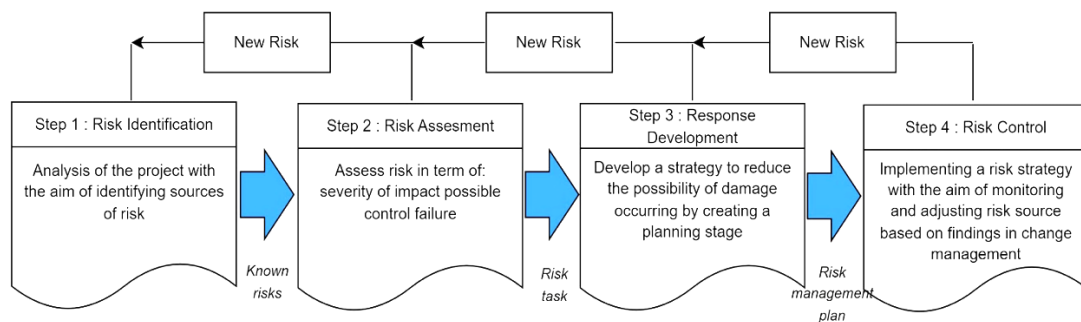 New Risk
New Risk
New Risk
Step 1 : Risk Identification
Analysis of the project with
the aim of identifying sources
of risk
Known
risks
Step 2 : Risk Assesment
Assess risk in term of:
severity of impact possible
control failure
Risk
task
Step 3 : Response
Development
Develop a strategy to reduce
the possibility of damage
occurring by creating a
planning stage
Risk
management
plan
Step 4 : Risk Control
Implementing a risk strategy
with the aim of monitoring
and adjusting risk source
based on findings in change
management